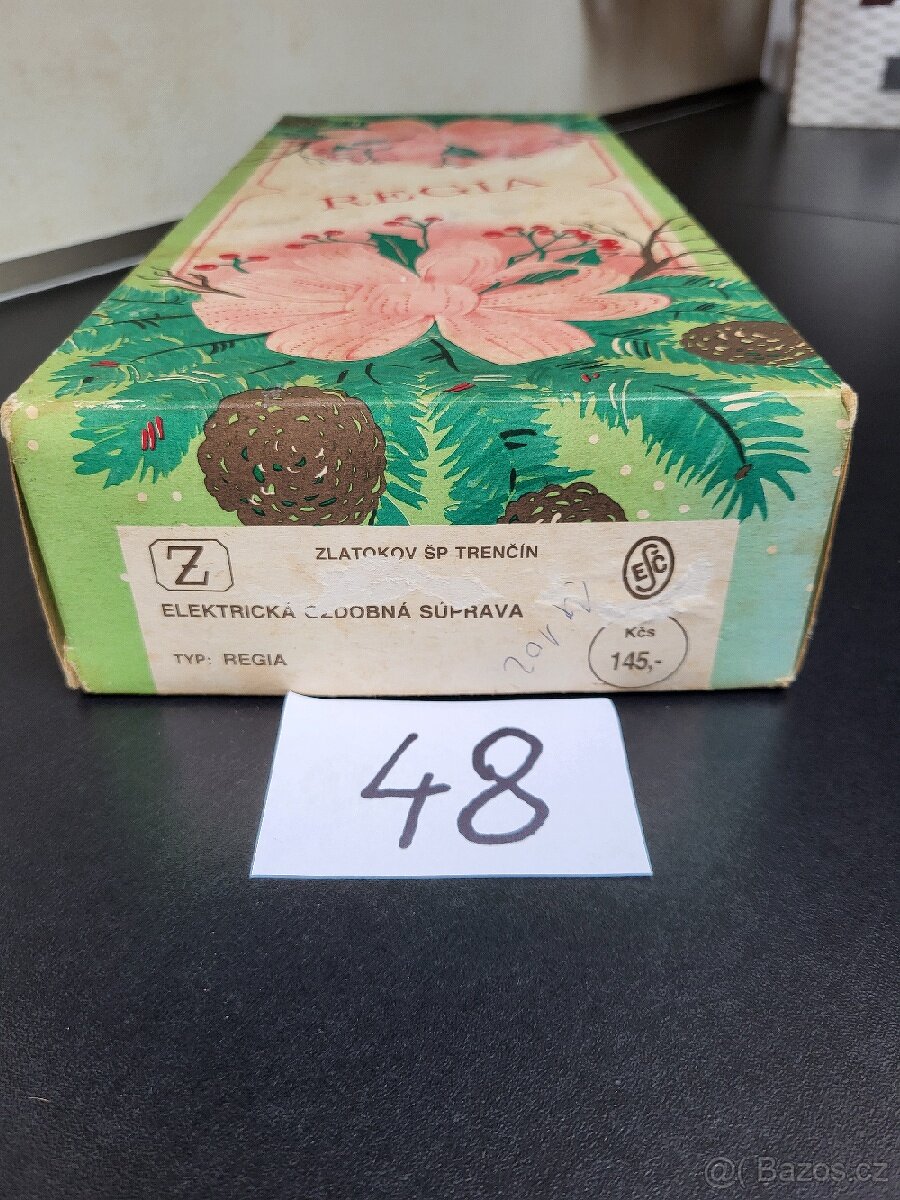 REGIA
Z
ZLATOKOV ŠP TRENČÍN
ESČ
ELEKTRICKÁ OZDOBNÁ SÚPRAVA
TYP: REGIA
Kčs
145,-
48
@( Bazos.cz